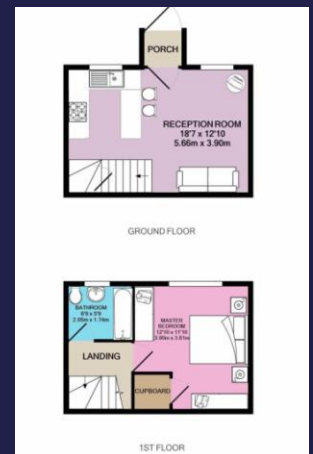 PORCH
RECEPTION ROOM
18'7 x 12'10
5.66m x 3.90m
GROUND FLOOR
BATHROOM
MASTER
BEDROOM
LANDING
CUPBOARD
1ST FLOOR